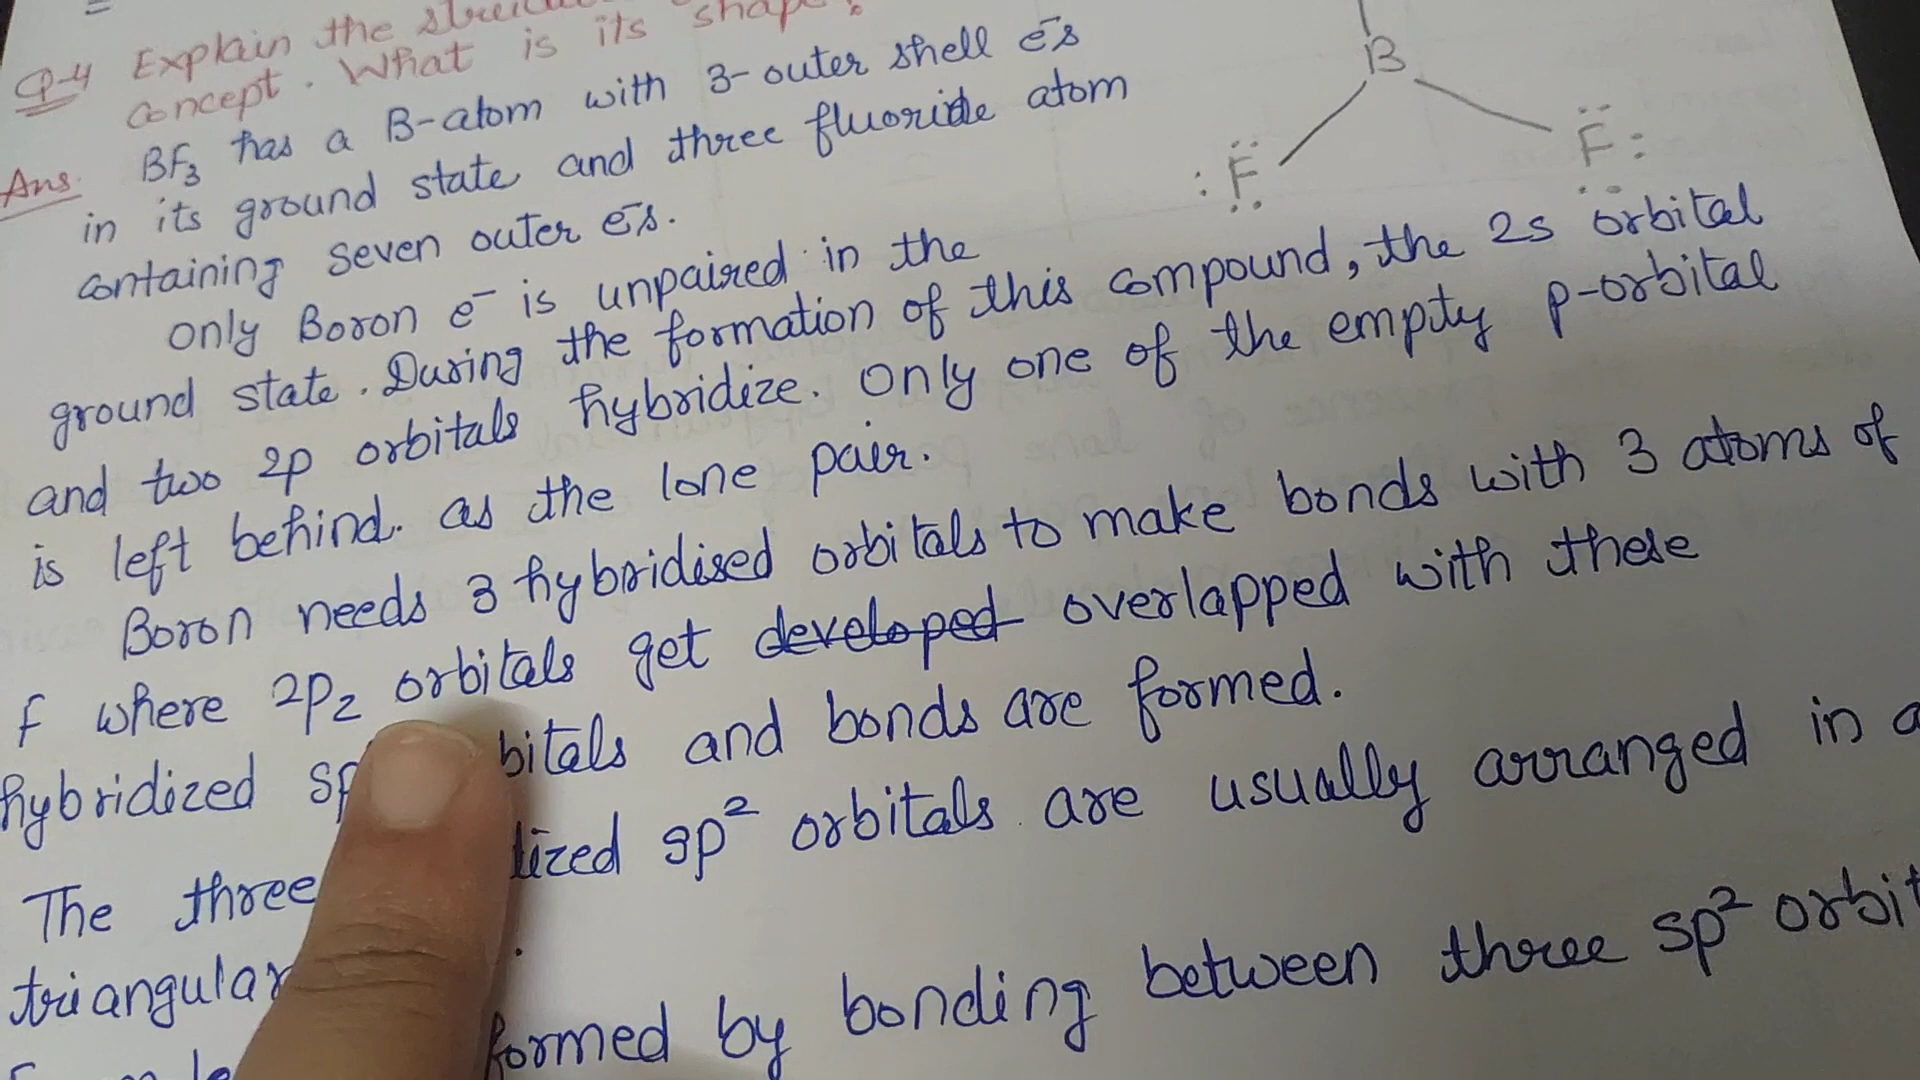 Q-4 Explain the
concept. What is its shape?
Ans. BF₃ has a B-atom with 3-outer shell e⁻s
in its ground state and three fluoride atom
containing seven outer e⁻s.
only Boron e⁻ is unpaired in the
ground state. During the formation of this compound, the 2s orbital
and two 2p orbitals hybridize. Only one of the empty p-orbital
is left behind. as the lone pair.
Boron needs 3 hybridised orbitals to make bonds with 3 atoms of
F where 2pz orbitals get developed overlapped with these
hybridized sp bitals and bonds are formed.
The three lized sp² orbitals are usually arranged in a
triangular
formed by bonding between three sp² orbit
B
:F̈
F̈: